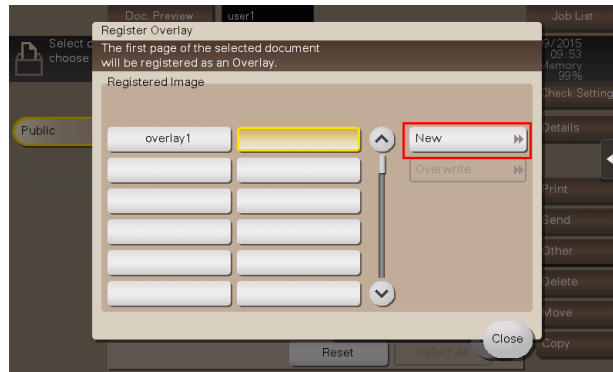 Doc. Preview
user1
Job List
Register Overlay
Select
choose
The first page of the selected document
will be registered as an Overlay.
9/2015
09:53
Memory
99%
Registered Image
Check Setting
Public
overlay1
New
Details
Overwrite
Print
Send
Other
Delete
Move
Close
Copy
Reset
Select All